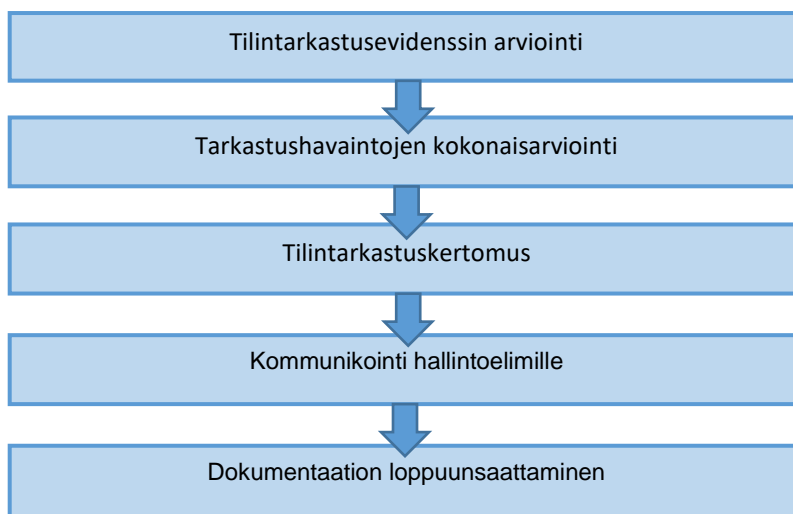 Tilintarkastusevidenssin arviointi
Tarkastushavaintojen kokonaisarviointi
Tilintarkastuskertomus
Kommunikointi hallintoelimille
Dokumentaation loppuunsaattaminen